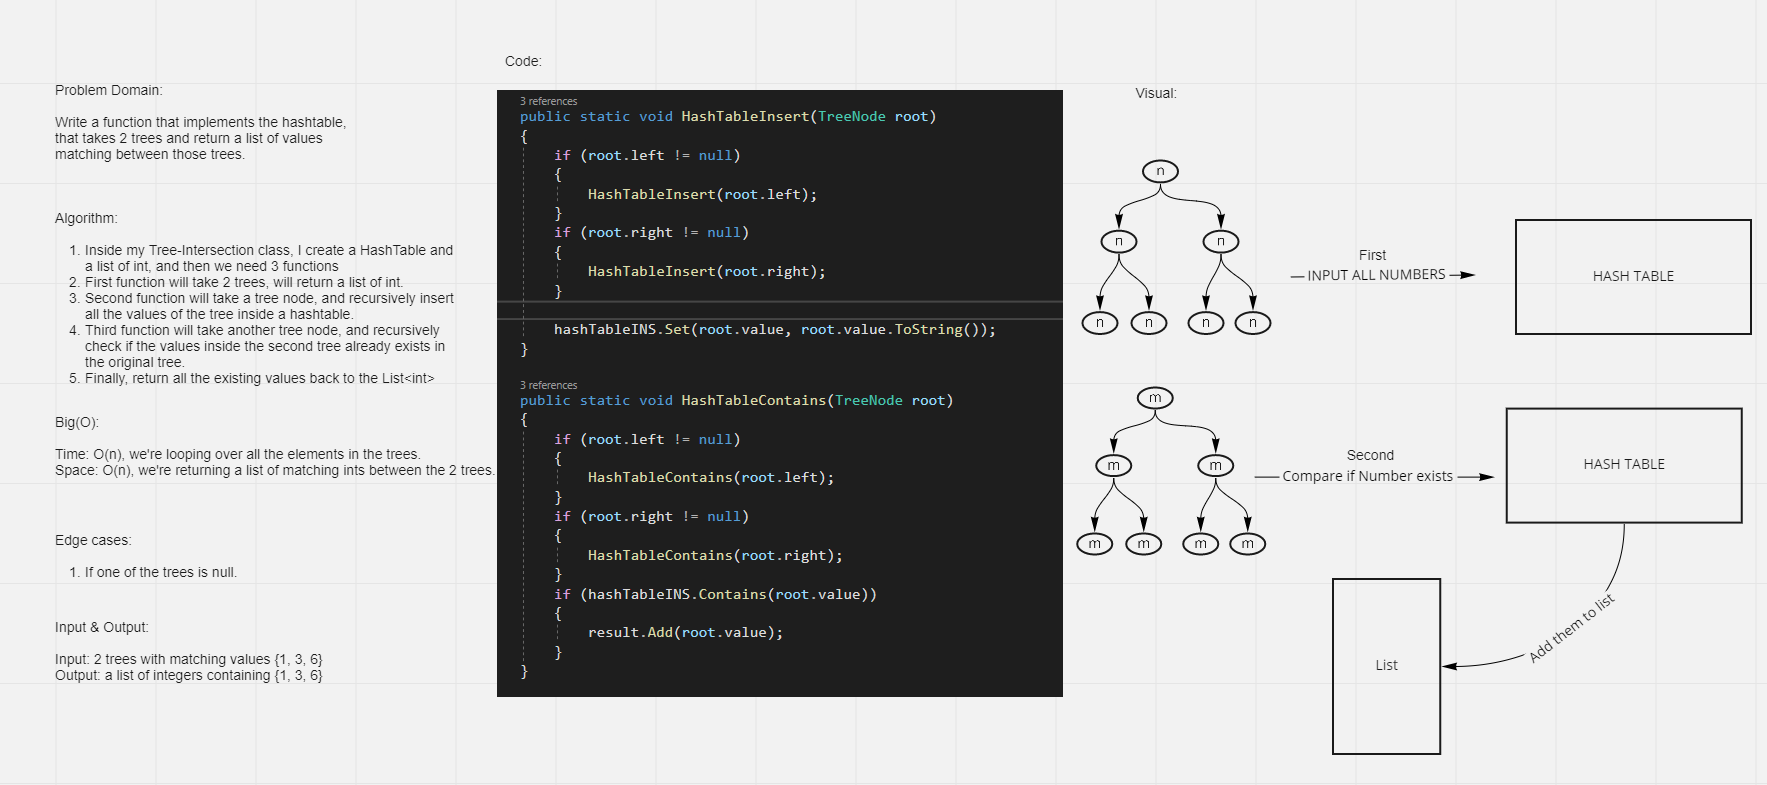 Problem Domain:
Write a function that implements the hashtable,
that takes 2 trees and return a list of values
matching between those trees.
Algorithm:
1. Inside my Tree-Intersection class, I create a HashTable and
a list of int, and then we need 3 functions
2. First function will take 2 trees, will return a list of int.
3. Second function will take a tree node, and recursively insert
all the values of the tree inside a hashtable.
4. Third function will take another tree node, and recursively
check if the values inside the second tree already exists in
the original tree.
5. Finally, return all the existing values back to the List<int>
Big(O):
Time: O(n), we're looping over all the elements in the trees.
Space: O(n), we're returning a list of matching ints between the 2 trees.
Edge cases:
1. If one of the trees is null.
Input & Output:
Input: 2 trees with matching values {1, 3, 6}
Output: a list of integers containing {1, 3, 6}
Code:
3 references
public static void HashTableInsert(TreeNode root)
{
if (root.left != null)
{
HashTableInsert(root.left);
}
if (root.right != null)
{
HashTableInsert(root.right);
}
hashTableINS.Set(root.value, root.value.ToString());
}
3 references
public static void HashTableContains(TreeNode root)
{
if (root.left != null)
{
HashTableContains(root.left);
}
if (root.right != null)
{
HashTableContains(root.right);
}
if (hashTableINS.Contains(root.value))
{
result.Add(root.value);
}
}
Visual:
n
n n
n n n n
First
INPUT ALL NUMBERS
HASH TABLE
m
m m
m m m m
Second
Compare if Number exists
HASH TABLE
Add them to list
List